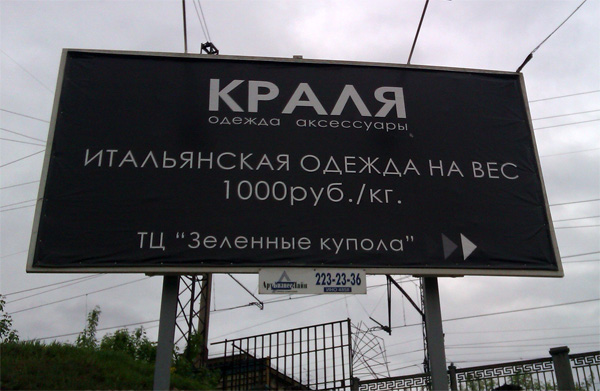 КРАЛЯ
одежда аксессуары
ИТАЛЬЯНСКАЯ ОДЕЖДА НА ВЕС
1000руб./кг.
ТЦ "Зеленные купола"
223-23-36